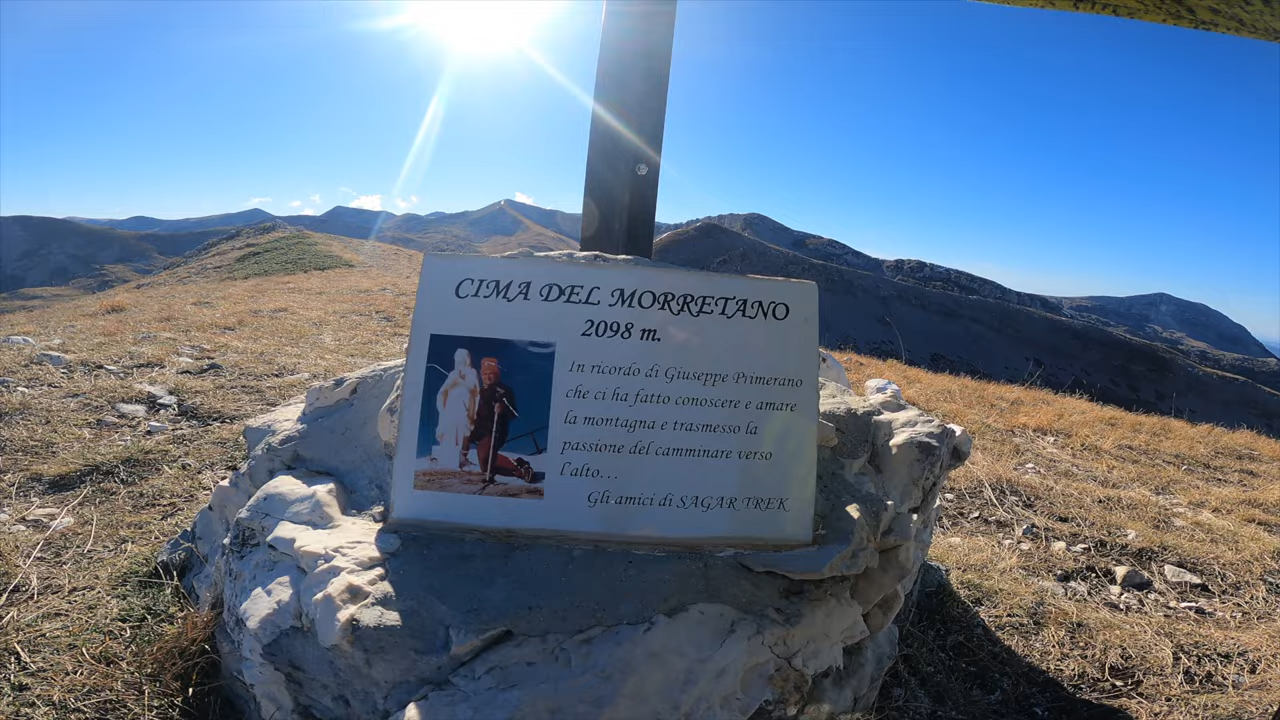 CIMA DEL MORRETANO
2098 m.
In ricordo di Giuseppe Primerano
che ci ha fatto conoscere e amare
la montagna e trasmesso la
passione del camminare verso
l'alto...
Gli amici di SAGAR TREK